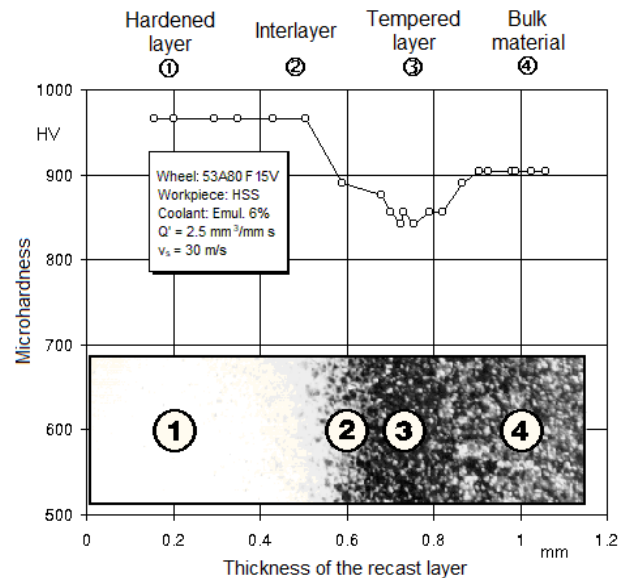 Hardened layer
①
Interlayer
②
Tempered layer
③
Bulk material
④
1000
HV
900
800
700
600
500
Microhardness
Wheel: 53A80 F 15V
Workpiece: HSS
Coolant: Emul. 6%
Q' = 2.5 mm³/mm s
vₛ = 30 m/s
1
2
3
4
0
0.2
0.4
0.6
0.8
1
1.2
mm
Thickness of the recast layer